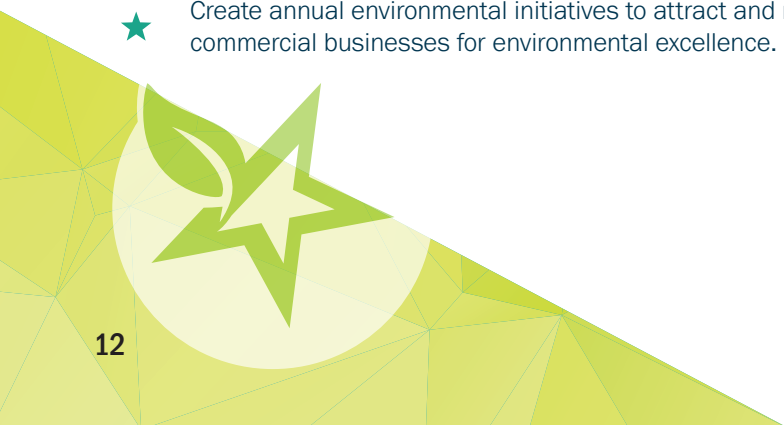 Create annual environmental initiatives to attract and
commercial businesses for environmental excellence.
12